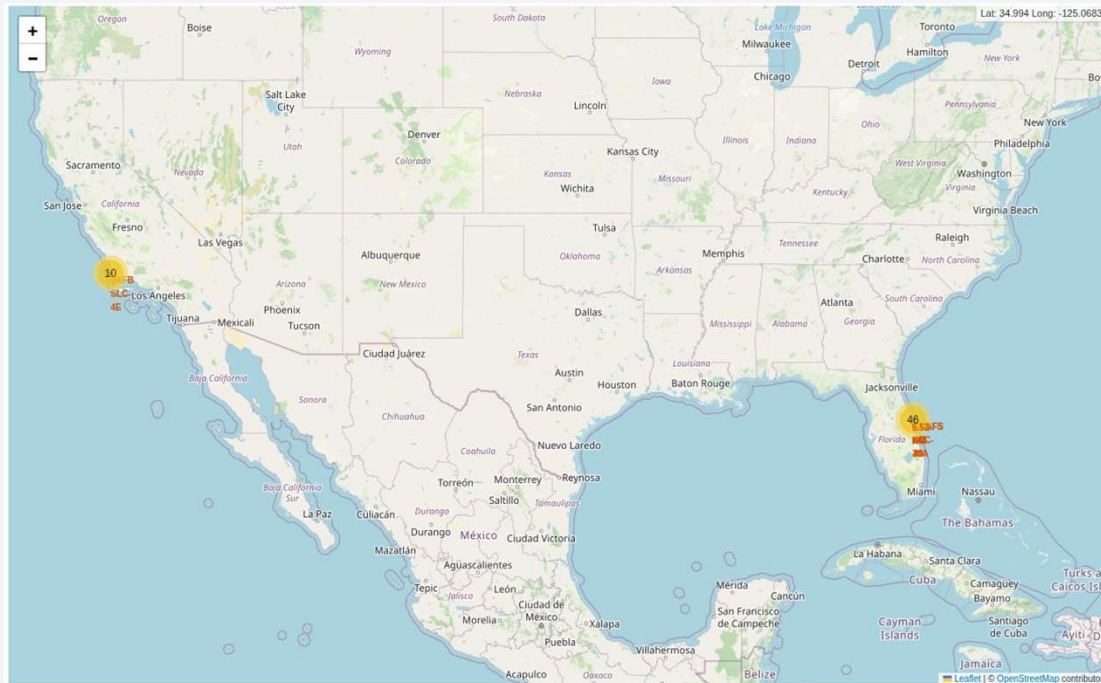 Oregon
Boise
South Dakota
Lake Michigan
Lat: 34.994 Long: -125.0683
Toronto
+
−
Wyoming
Milwaukee
Hamilton
Detroit
New York
Chicago
Iowa
Salt Lake
City
Nebraska
Lincoln
Pennsylvania
New York
Denver
Utah
Illinois
Indiana
Ohio
Philadelphia
Sacramento
Nevada
Colorado
Kansas City
West Virginia
Washington
San Jose
California
Kansas
Wichita
Missouri
Kentucky
Virginia
Virginia Beach
Fresno
Las Vegas
Tulsa
Tennessee
Raleigh
Albuquerque
Oklahoma
Memphis
Charlotte
North Carolina
10
Arizona
New Mexico
Arkansas
SLC-
Los Angeles
4E
Phoenix
Dallas
Atlanta
South Carolina
Tijuana
Mexicali
Tucson
Mississippi
Alabama
Georgia
Ciudad Juárez
Texas
Louisiana
Baja California
Sonora
Austin
Houston
Baton Rouge
Jacksonville
Chihuahua
San Antonio
46
Florida
Coahuila
Nuevo Laredo
Baja California
Sur
Torreón
Monterrey
Reynosa
Miami
Nassau
La Paz
Culiacán
Durango
Saltillo
Tamaulipas
The Bahamas
Durango
México
Ciudad Victoria
Mazatlán
La Habana
Santa Clara
Aguascalientes
Cuba
Camagüey
Turks a
Caicos Isl
Tepic
León
Mérida
Cancún
Bayamo
Jalisco
Ciudad de
México
Xalapa
San Francisco
de Campeche
Cayman
Islands
Santiago
de Cuba
Morelia
Puebla
Ayiti
Villahermosa
Jamaica
Acapulco
Oaxaca
Belize
Leaflet | © OpenStreetMap contributo